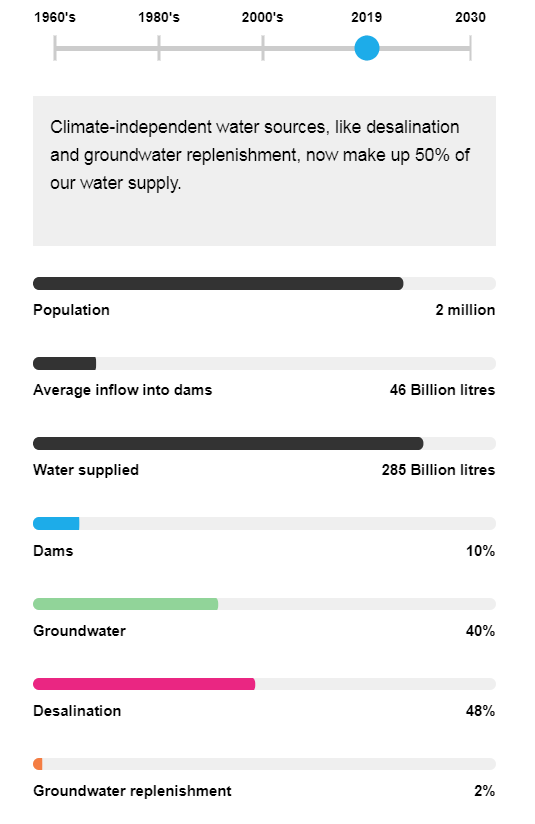 1960's 1980's 2000's 2019 2030
Climate-independent water sources, like desalination
and groundwater replenishment, now make up 50% of
our water supply.
Population 2 million
Average inflow into dams 46 Billion litres
Water supplied 285 Billion litres
Dams 10%
Groundwater 40%
Desalination 48%
Groundwater replenishment 2%